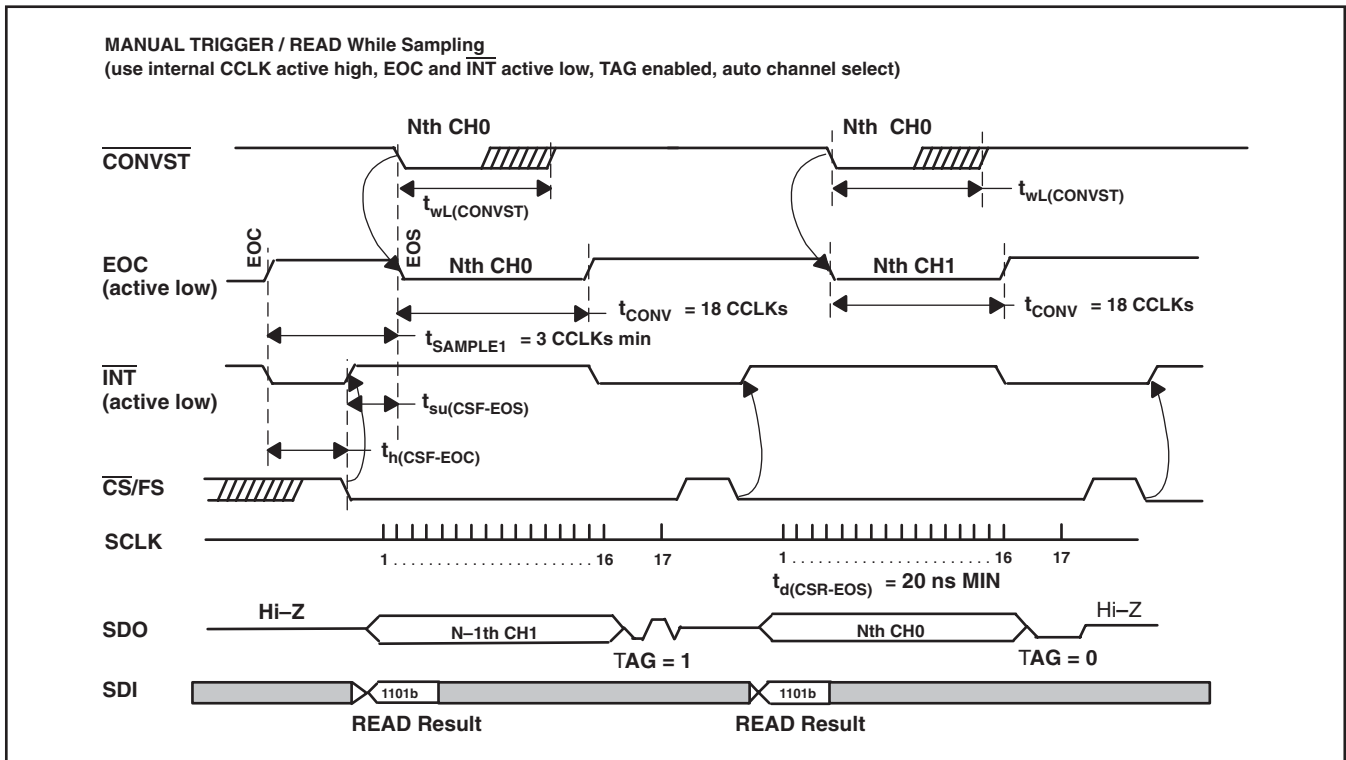 MANUAL TRIGGER / READ While Sampling
(use internal CCLK active high, EOC and INT active low, TAG enabled, auto channel select)
Nth CH0
Nth CH0
CONVST
twL(CONVST)
twL(CONVST)
EOC
EOS
EOC
(active low)
Nth CH0
Nth CH1
tCONV = 18 CCLKs
tCONV = 18 CCLKs
tSAMPLE1 = 3 CCLKs min
INT
(active low)
tsu(CSF-EOS)
th(CSF-EOC)
CS/FS
SCLK
1 . . . . . . . . . . . . . . . . . . . . . . 16 17
1 . . . . . . . . . . . . . . . . . . . . . . 16 17
td(CSR-EOS) = 20 ns MIN
Hi–Z
Hi–Z
SDO
N–1th CH1
Nth CH0
TAG = 1
TAG = 0
SDI
1101b
1101b
READ Result
READ Result